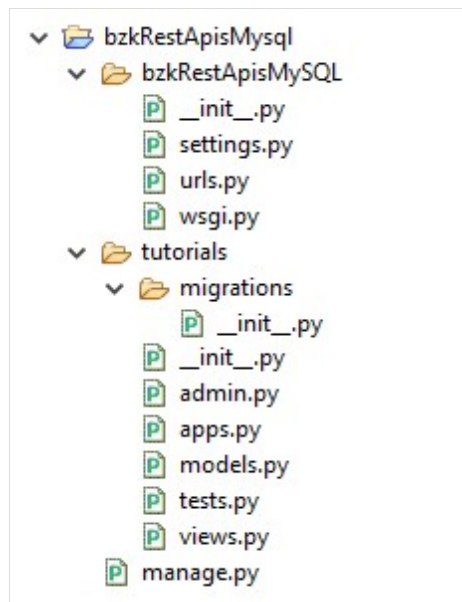 bzkRestApisMysql
bzkRestApisMySQL
__init__.py
settings.py
urls.py
wsgi.py
tutorials
migrations
__init__.py
__init__.py
admin.py
apps.py
models.py
tests.py
views.py
manage.py